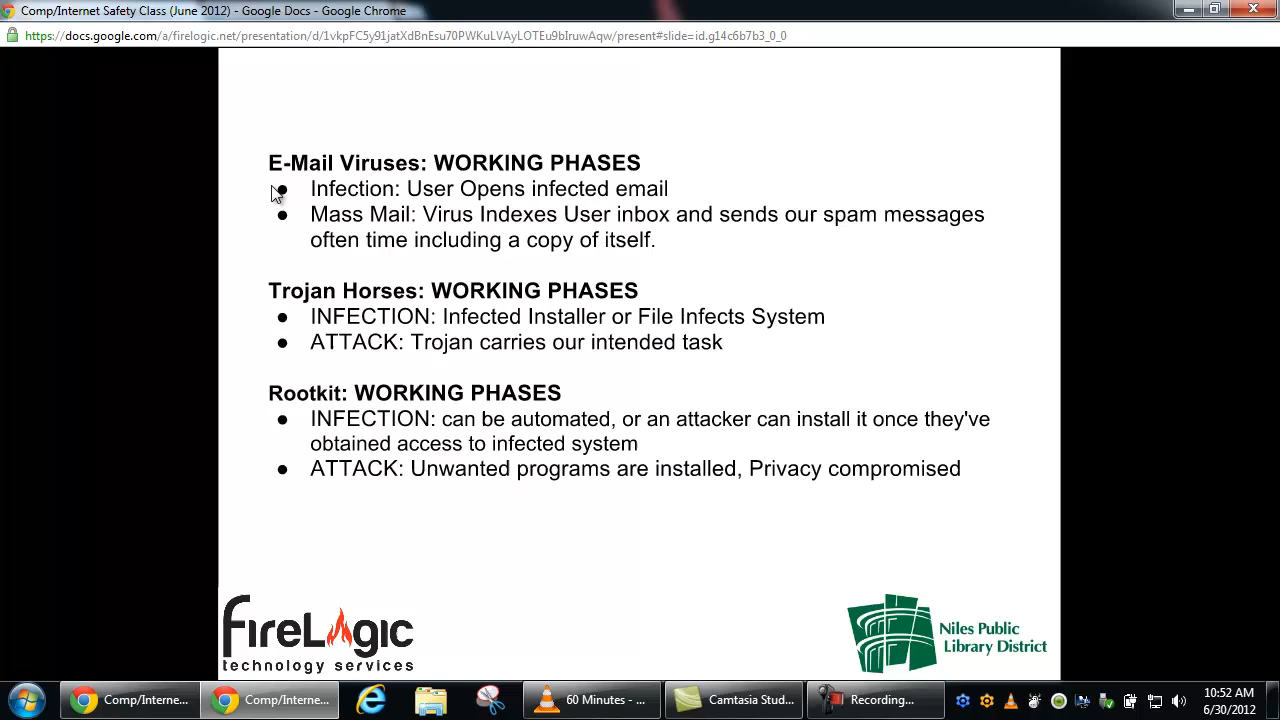 Comp/Internet Safety Class (June 2012) - Google Docs - Google Chrome
https://docs.google.com/a/firelogic.net/presentation/d/1vkpFC5y91jatXdBnEsu70PWKuLVAyLOTEu9bIruwAqw/present#slide=id.g14c6b7b3_0_0
E-Mail Viruses: WORKING PHASES
● Infection: User Opens infected email
● Mass Mail: Virus Indexes User inbox and sends our spam messages
often time including a copy of itself.
Trojan Horses: WORKING PHASES
● INFECTION: Infected Installer or File Infects System
● ATTACK: Trojan carries our intended task
Rootkit: WORKING PHASES
● INFECTION: can be automated, or an attacker can install it once they've
obtained access to infected system
● ATTACK: Unwanted programs are installed, Privacy compromised
FIRELOGIC
technology services
Niles Public
Library District
Comp/Interne... Comp/Interne... 60 Minutes - ... Camtasia Stud... Recording...
10:52 AM
6/30/2012